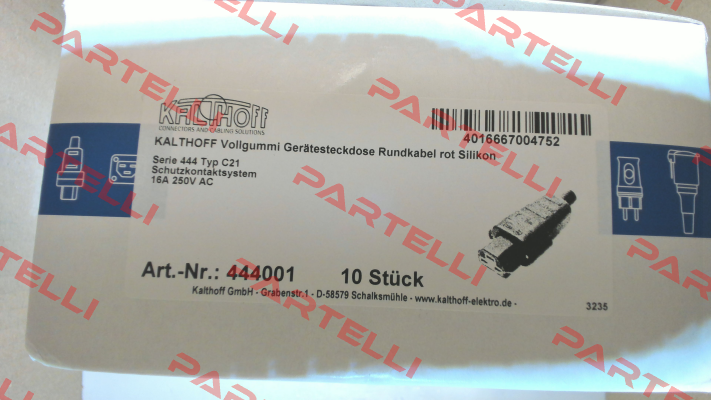 KALTHOFF
CONNECTORS AND CABLING SOLUTIONS
4016667004752
KALTHOFF Vollgummi Gerätesteckdose Rundkabel rot Silikon
Serie 444 Typ C21
Schutzkontaktsystem
16A 250V AC
Art.-Nr.: 444001 10 Stück
Kalthoff GmbH - Grabenstr.1 - D-58579 Schalksmühle - www.kalthoff-elektro.de -
3235
PARTELLI
PARTELLI
PARTELLI
PARTELLI
PARTELLI
PARTELLI
PARTELLI
PARTELLI